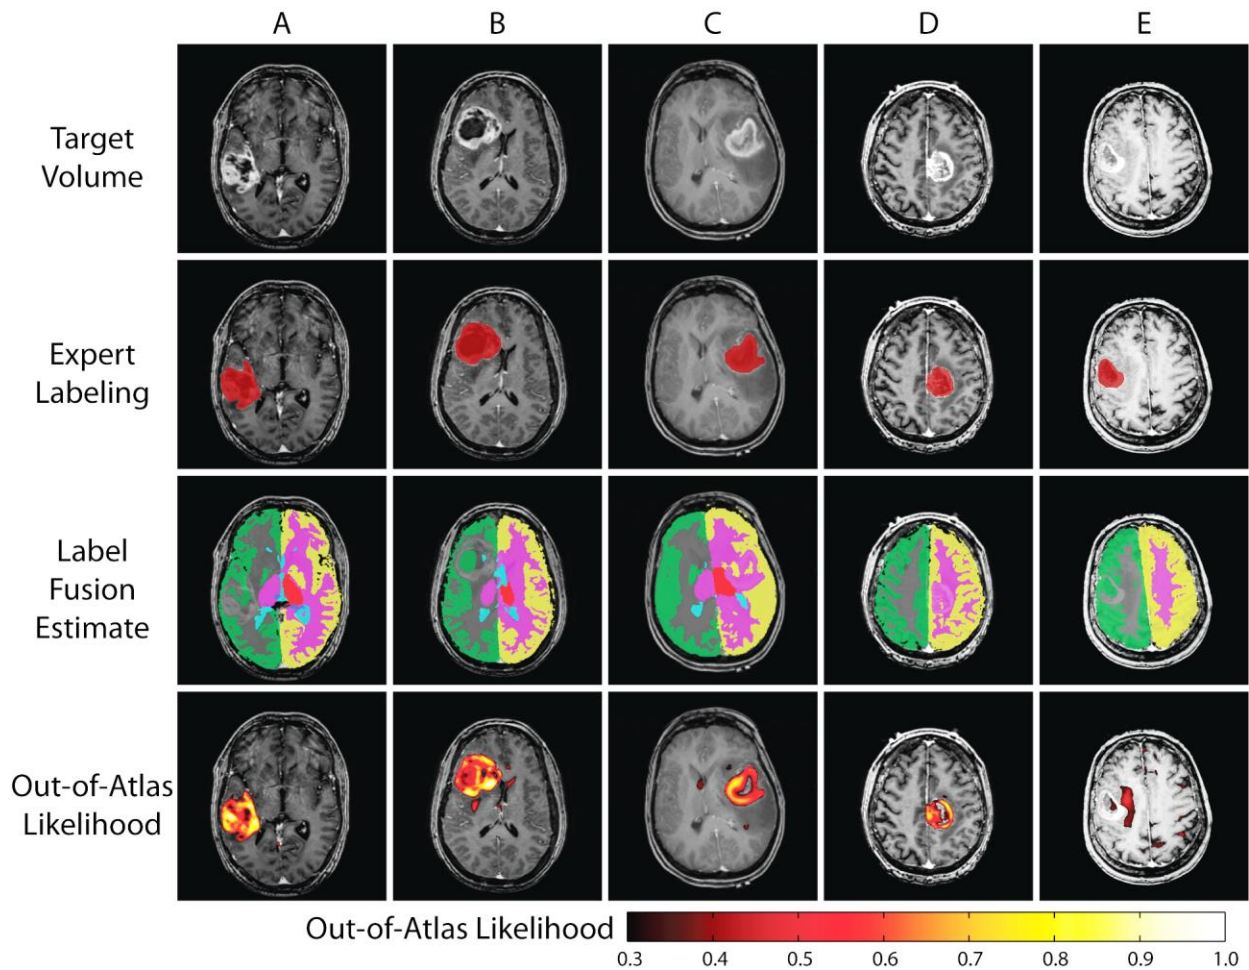 A B C D E
Target
Volume
Expert
Labeling
Label
Fusion
Estimate
Out-of-Atlas
Likelihood
Out-of-Atlas Likelihood
0.3 0.4 0.5 0.6 0.7 0.8 0.9 1.0